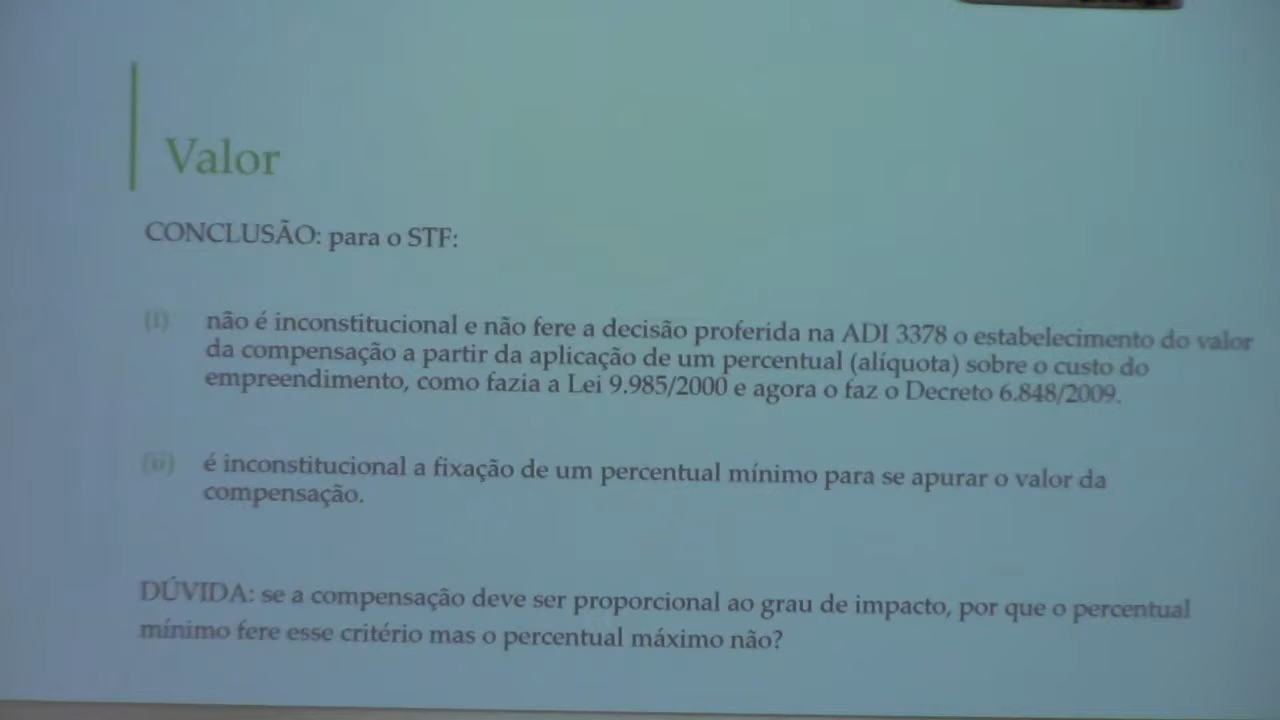 Valor
CONCLUSÃO: para o STF:
(i) não é inconstitucional e não fere a decisão proferida na ADI 3378 o estabelecimento do valor
da compensação a partir da aplicação de um percentual (alíquota) sobre o custo do
empreendimento, como fazia a Lei 9.985/2000 e agora o faz o Decreto 6.848/2009.
(ii) é inconstitucional a fixação de um percentual mínimo para se apurar o valor da
compensação.
DÚVIDA: se a compensação deve ser proporcional ao grau de impacto, por que o percentual
mínimo fere esse critério mas o percentual máximo não?